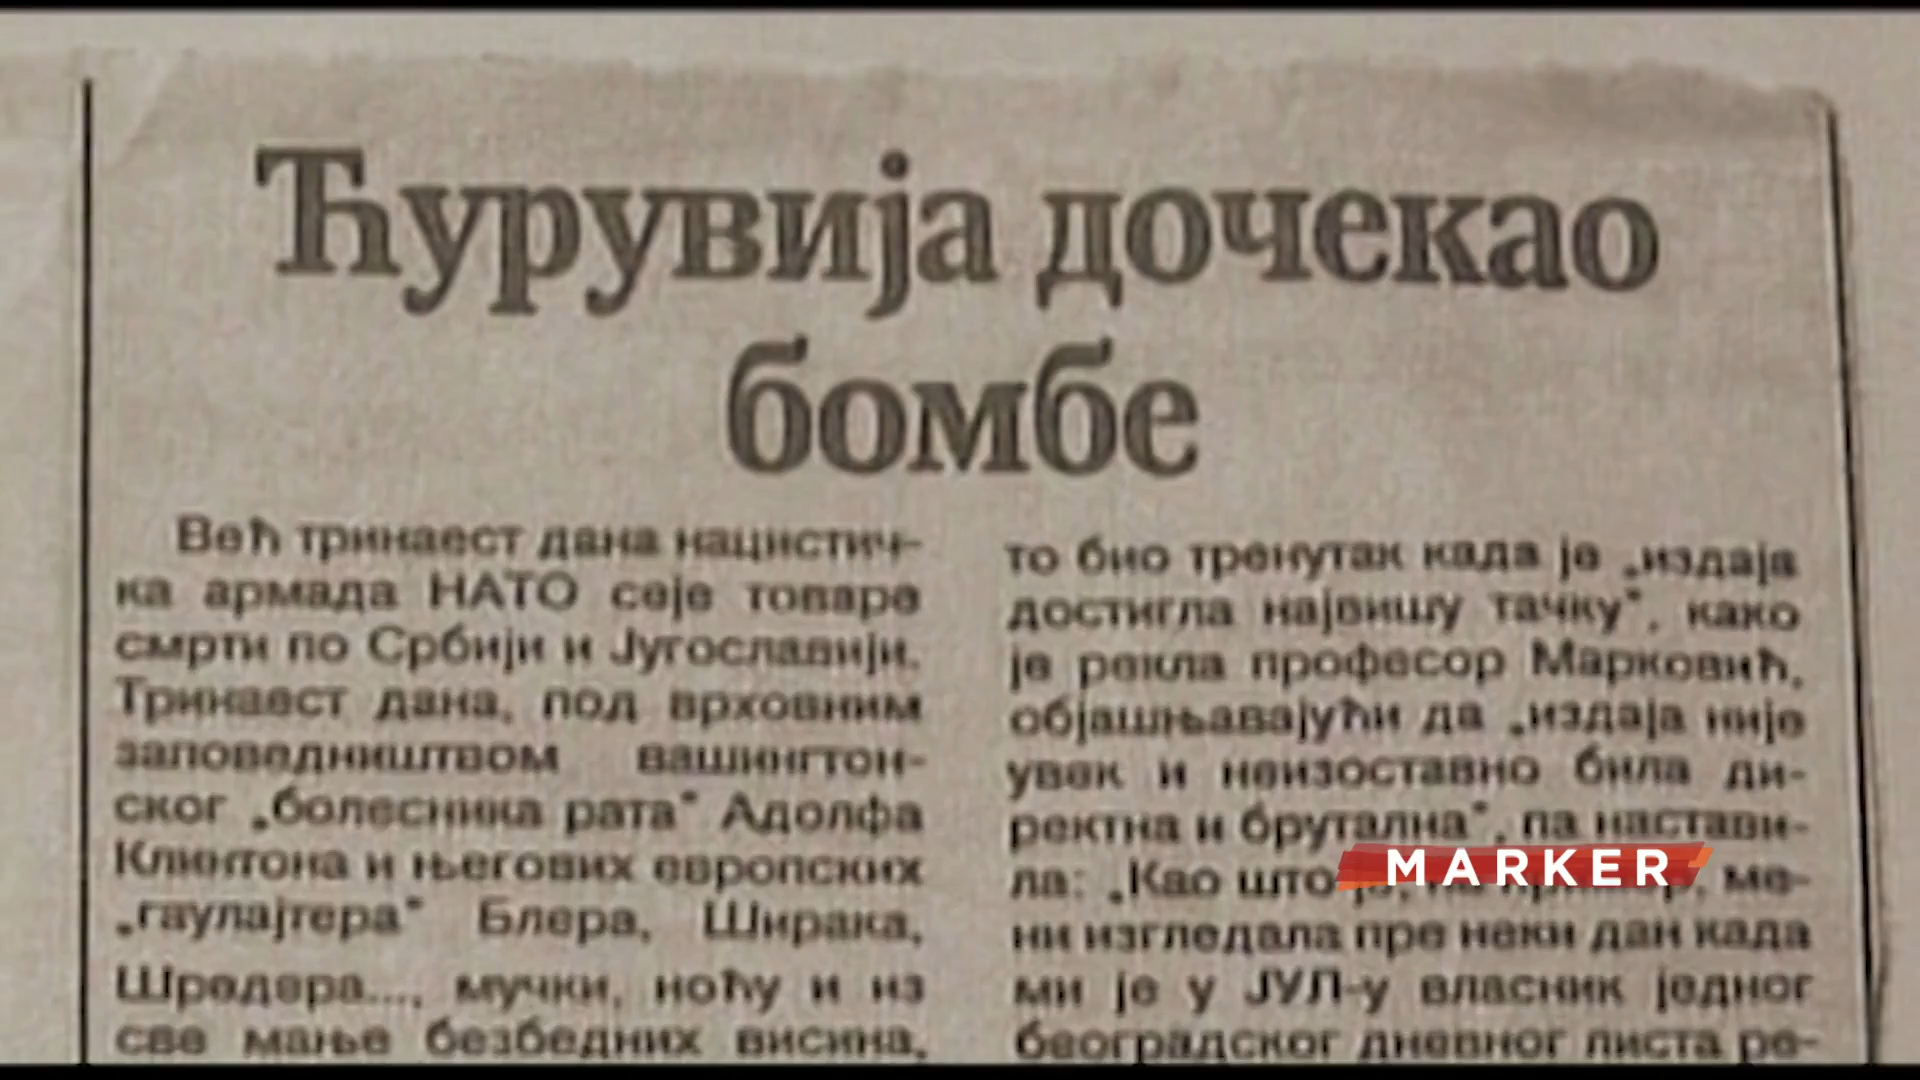 Ћурувија дочекао
бомбе
Већ тринаест дана нацистич-
ка армада НАТО сеје товаре
смрти по Србији и Југославији.
Тринаест дана, под врховним
заповедништвом вашингтон-
ског „болесника рата“ Адолфа
Клинтона и његових европских
„гаулајтера“ Блера, Ширака,
Шредера..., мучки, ноћу и из
све мање безбедних висина,
то био тренутак када је „издаја
достигла највишу тачку“, како
је рекла професор Марковић,
објашњавајући да „издаја није
увек и неизоставно била ди-
ректна и брутална“, па настави-
ла: „Као што ме-
ни изгледала пре неки дан када
ми је у ЈУЛ-у власник једног
београдског дневног листа ре-
MARKER